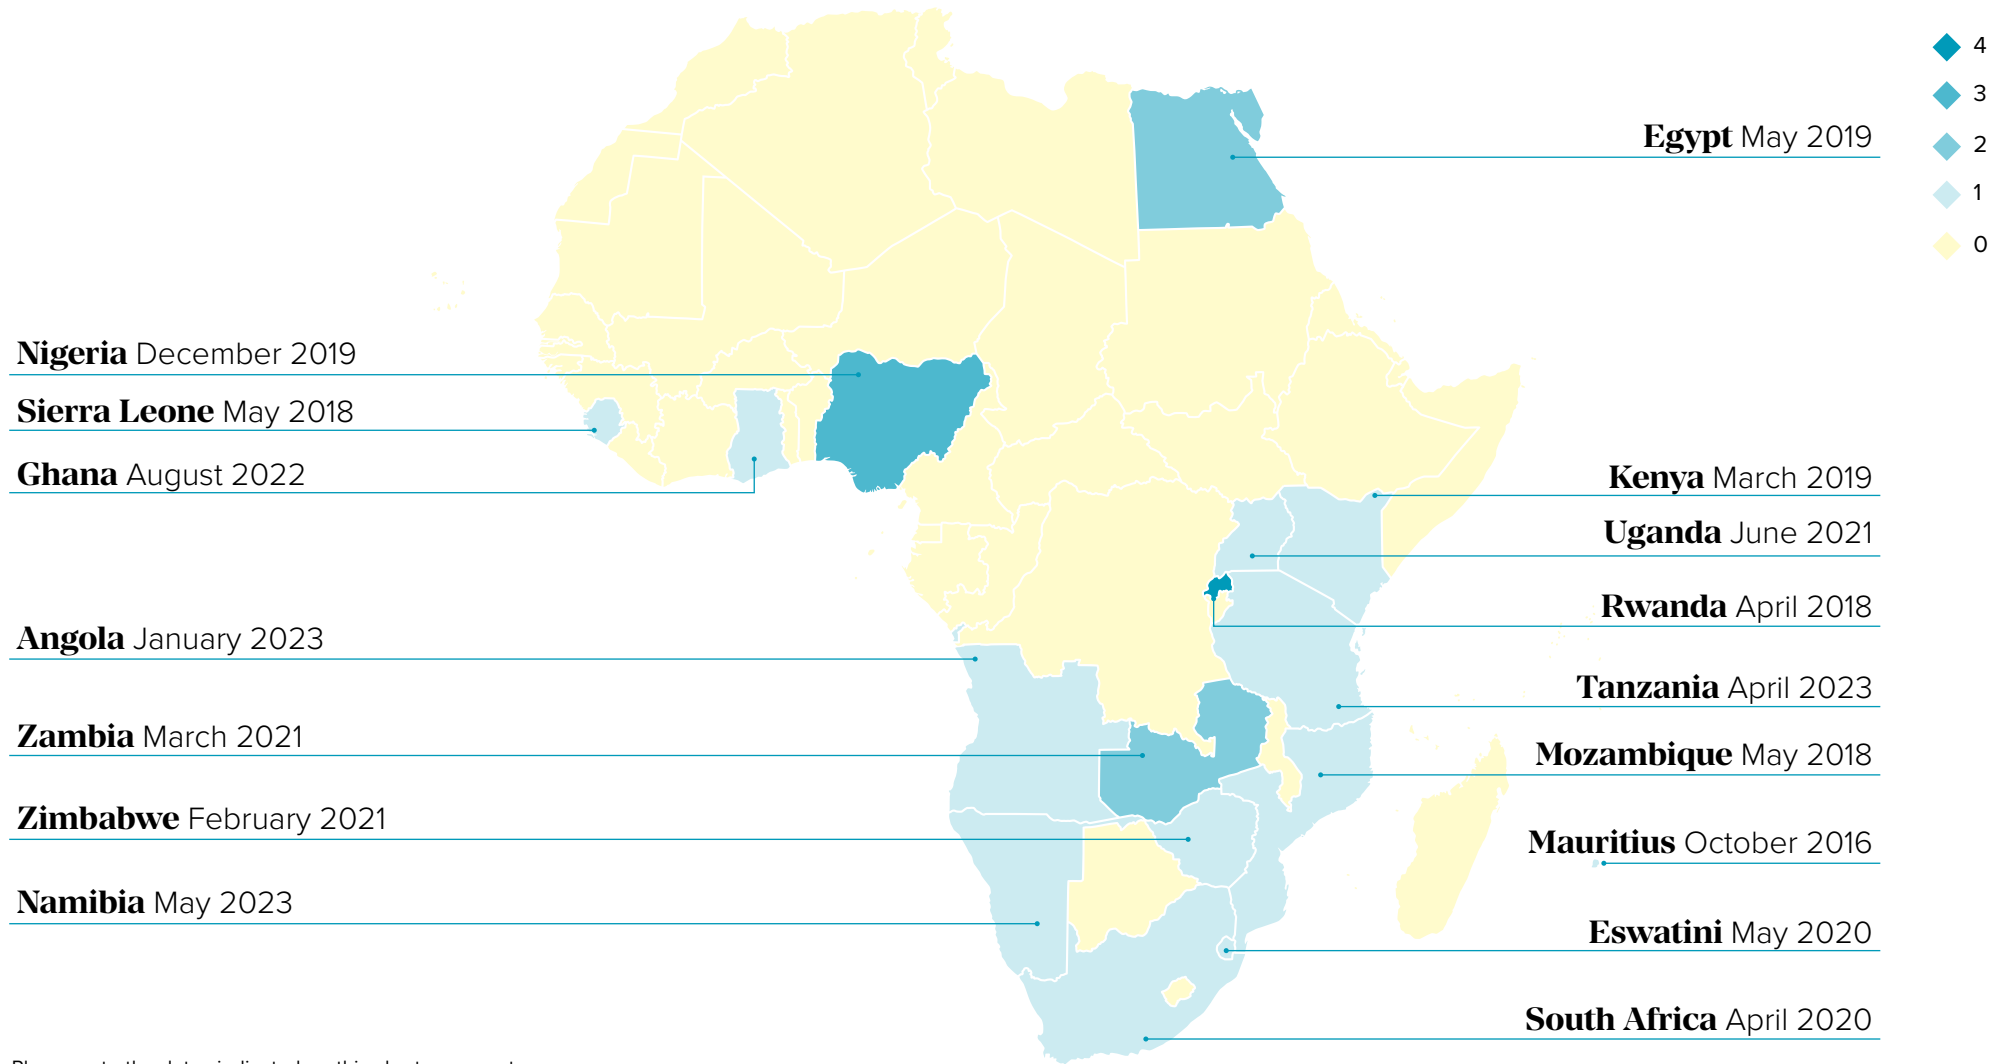 4
3
Egypt May 2019
2
1
0
Nigeria December 2019
Sierra Leone May 2018
Ghana August 2022
Kenya March 2019
Uganda June 2021
Rwanda April 2018
Angola January 2023
Tanzania April 2023
Zambia March 2021
Mozambique May 2018
Zimbabwe February 2021
Mauritius October 2016
Namibia May 2023
Eswatini May 2020
South Africa April 2020